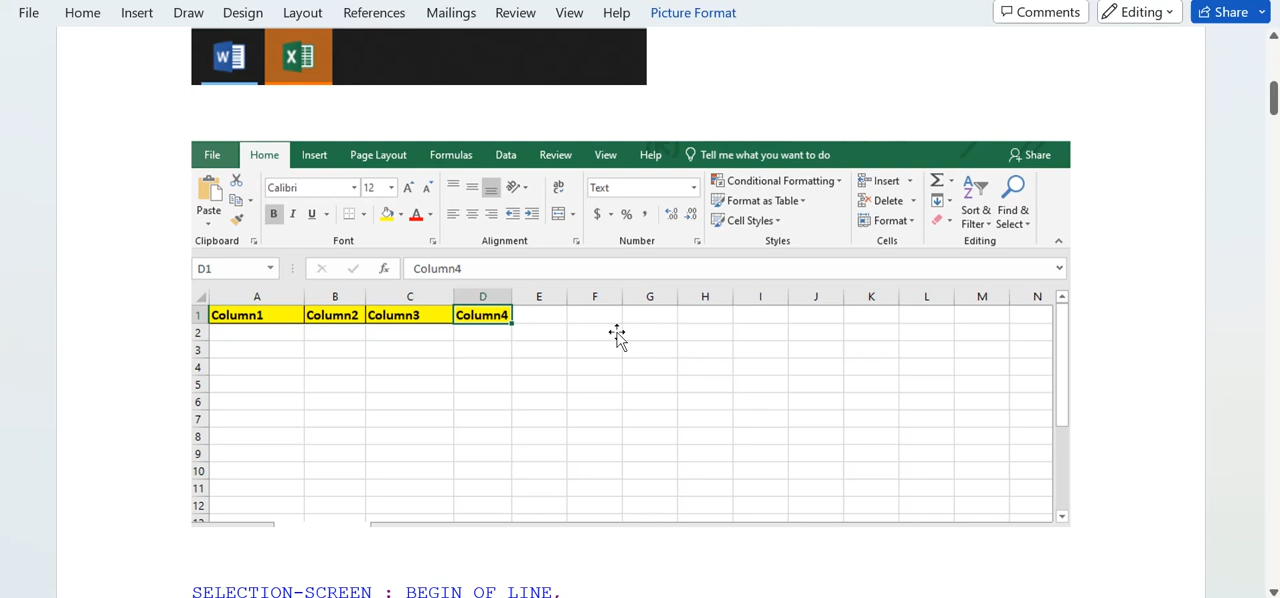 File Home Insert Draw Design Layout References Mailings Review View Help Picture Format Comments Editing Share
W X
File Home Insert Page Layout Formulas Data Review View Help Tell me what you want to do Share
Calibri 12 Text Conditional Formatting Insert
Paste B I U $ % , Format as Table Delete Sort & Find &
Cell Styles Format Filter Select
Clipboard Font Alignment Number Styles Cells Editing
D1 fx Column4
A B C D E F G H I J K L M N
1 Column1 Column2 Column3 Column4
2
3
4
5
6
7
8
9
10
11
12
SELECTION-SCREEN : BEGIN OF LINE,